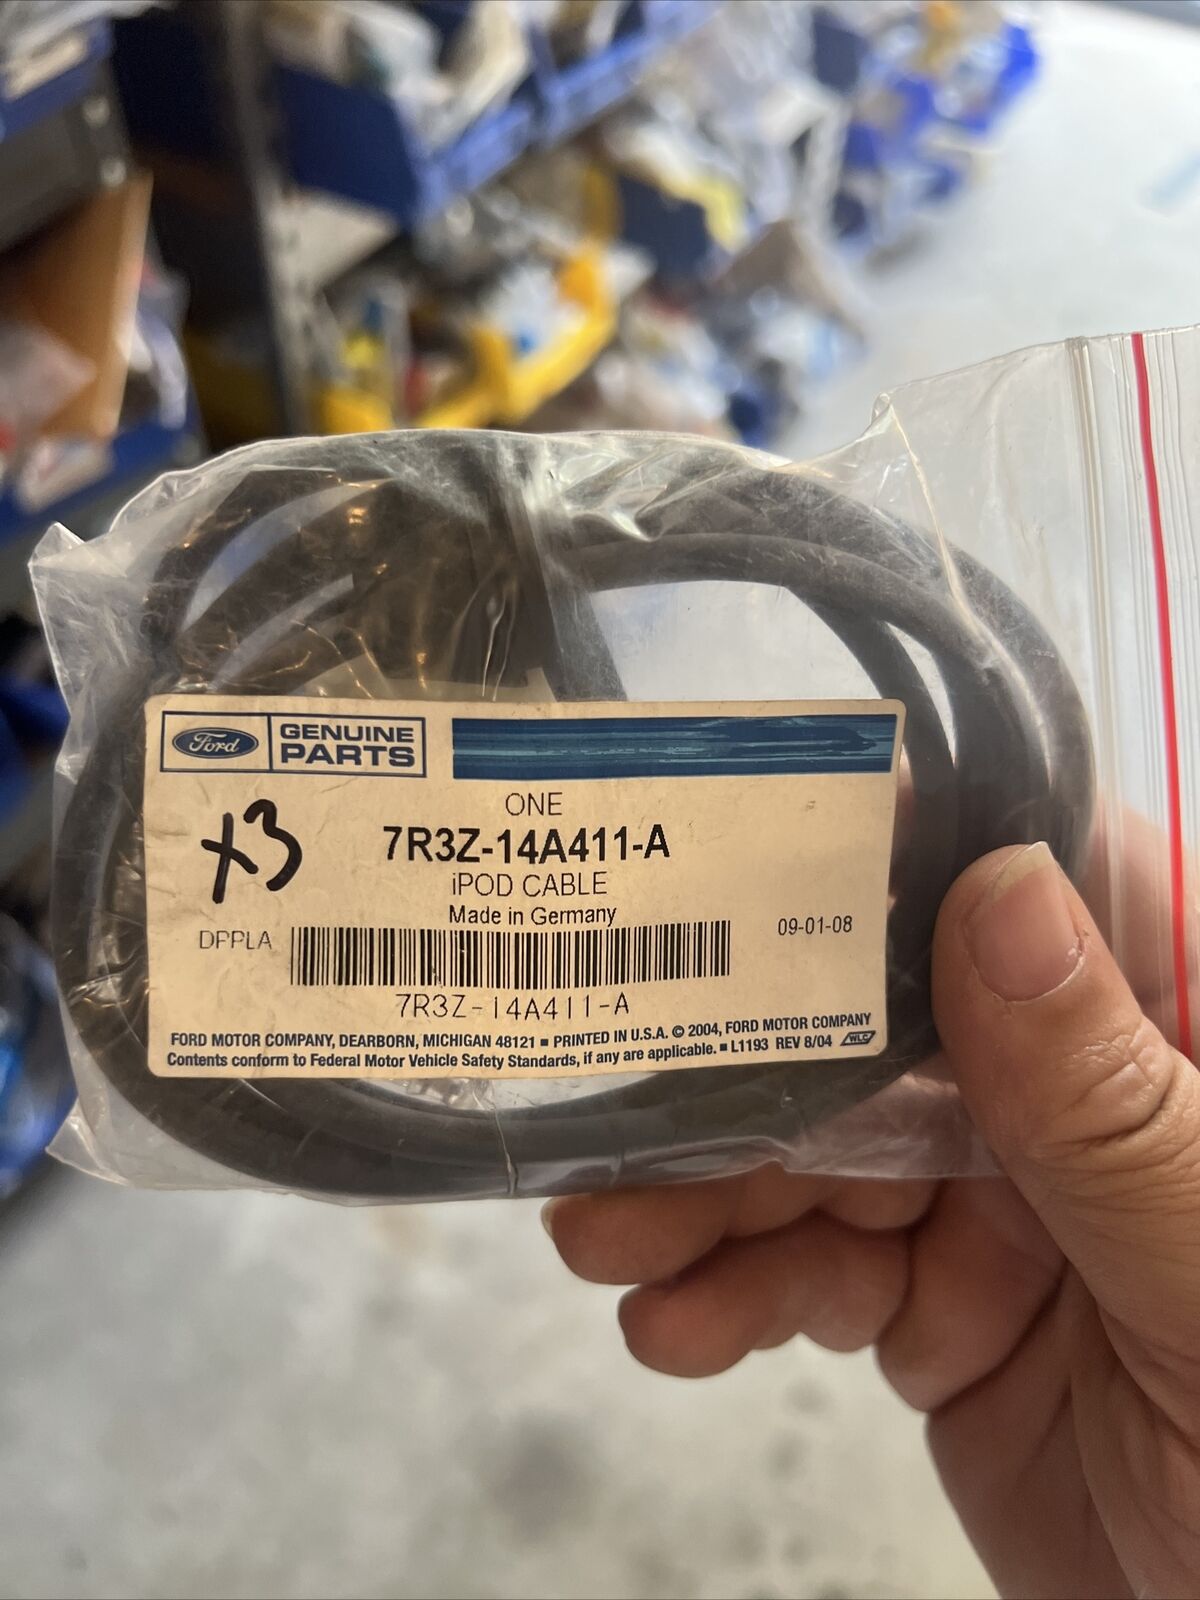 Ford
GENUINE
PARTS
ONE
x3
7R3Z-14A411-A
iPOD CABLE
Made in Germany
DPPLA
09-01-08
7R3Z-14A411-A
FORD MOTOR COMPANY, DEARBORN, MICHIGAN 48121 ■ PRINTED IN U.S.A. © 2004, FORD MOTOR COMPANY
Contents conform to Federal Motor Vehicle Safety Standards, if any are applicable. ■ L1193 REV 8/04 WLC